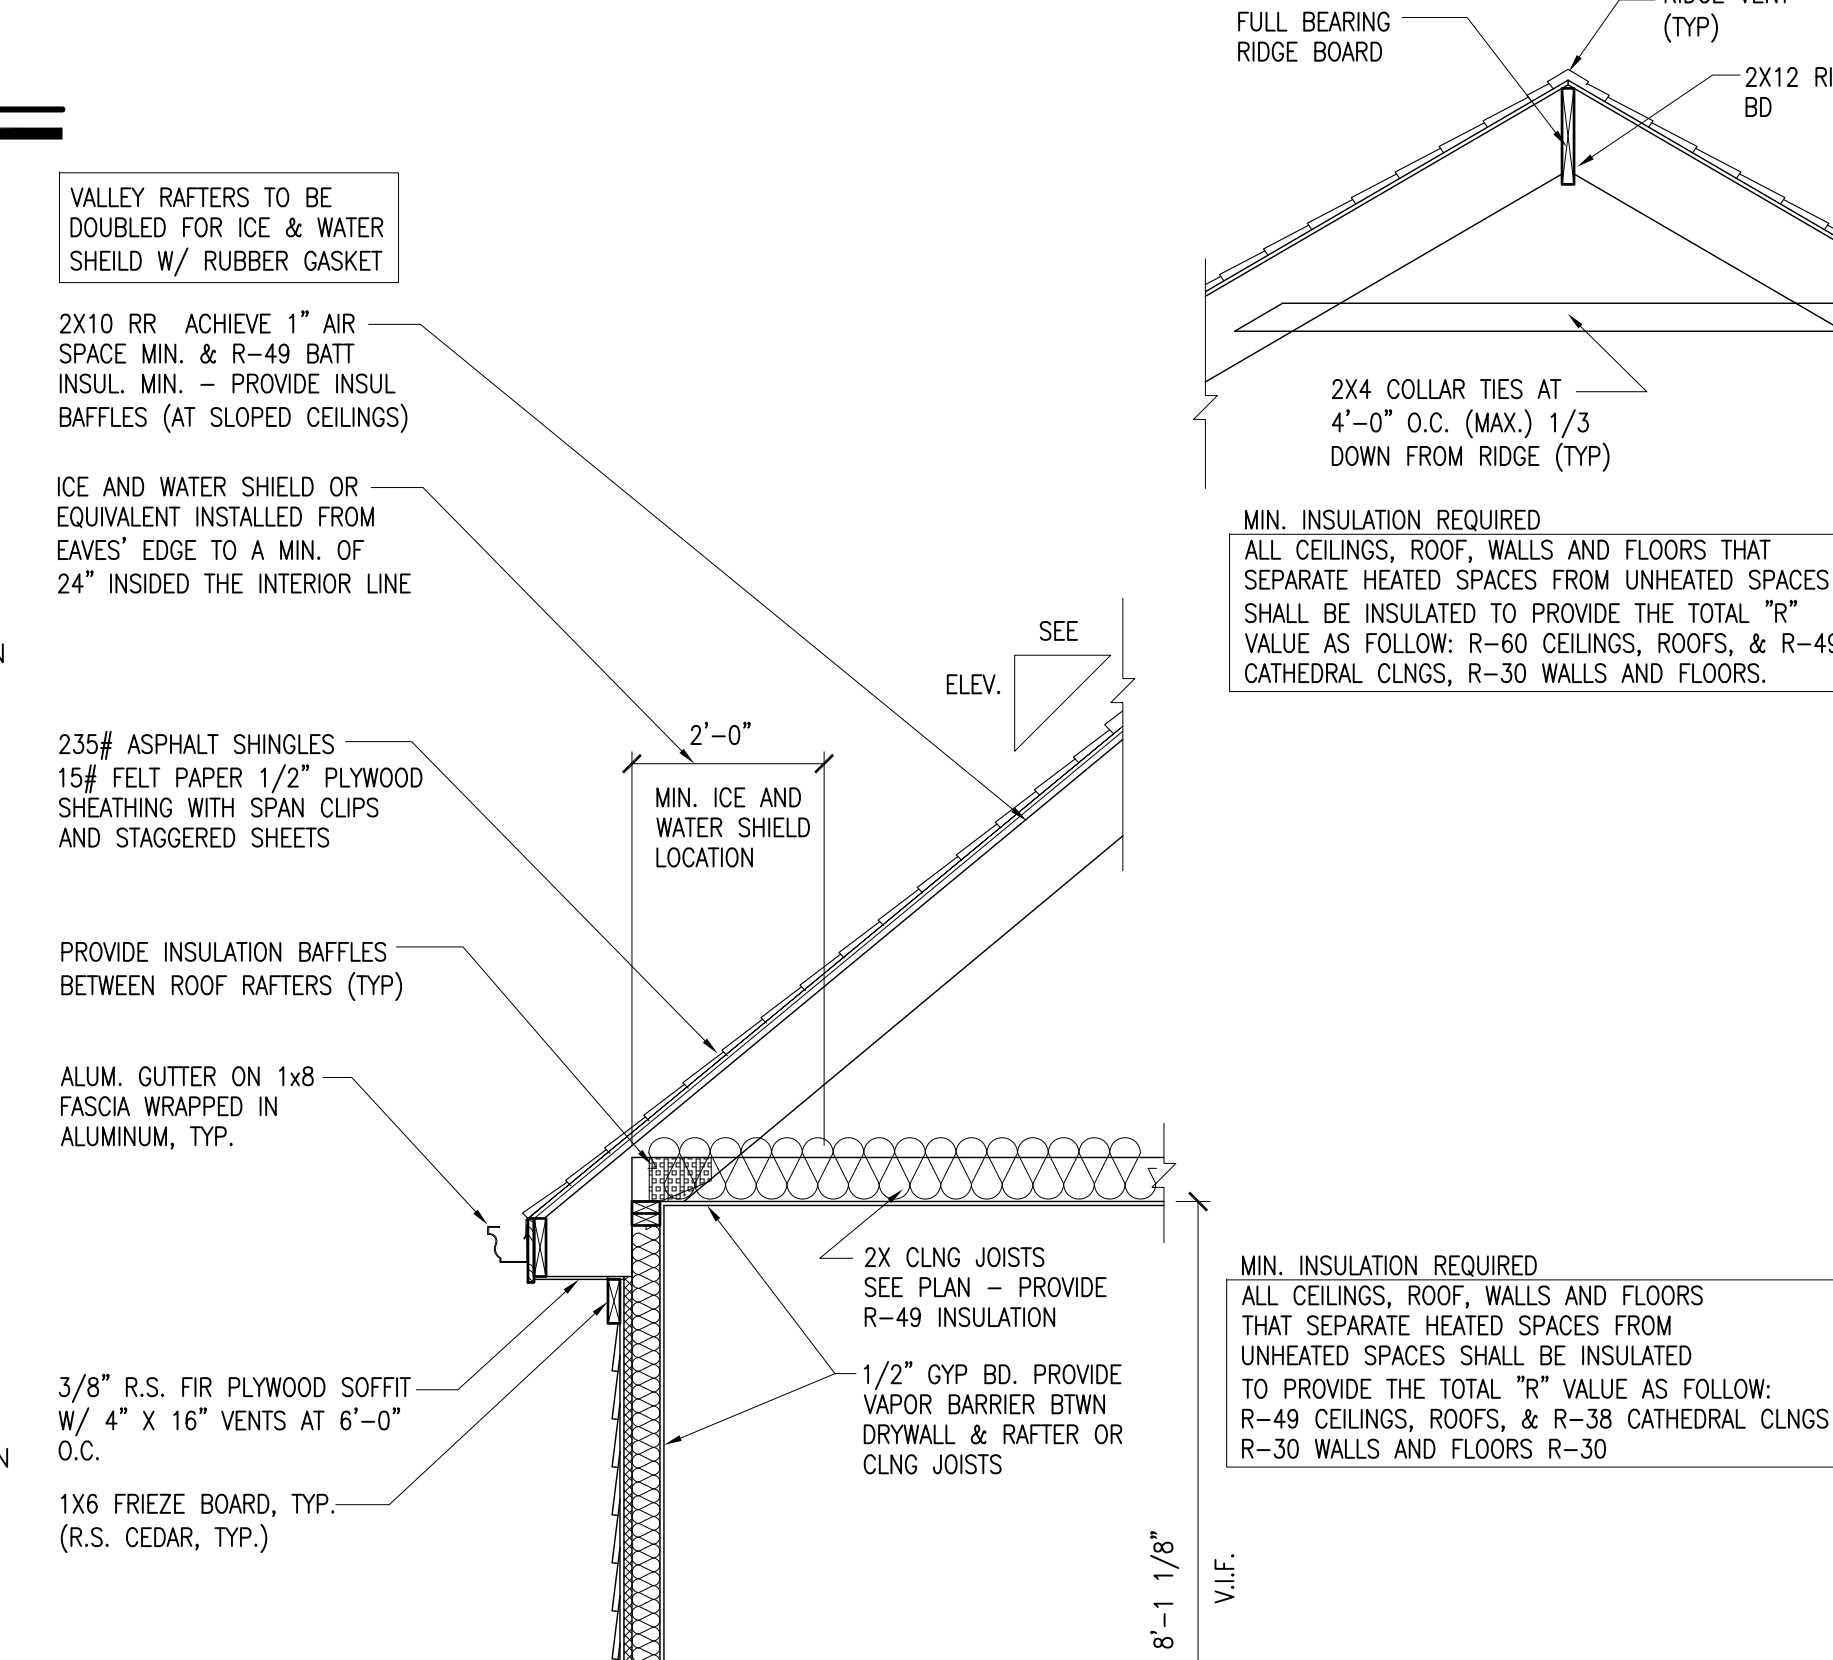 VALLEY RAFTERS TO BE
DOUBLED FOR ICE & WATER
SHEILD W/ RUBBER GASKET
2X10 RR ACHIEVE 1" AIR
SPACE MIN. & R-49 BATT
INSUL. MIN. - PROVIDE INSUL
BAFFLES (AT SLOPED CEILINGS)
ICE AND WATER SHIELD OR
EQUIVALENT INSTALLED FROM
EAVES' EDGE TO A MIN. OF
24" INSIDED THE INTERIOR LINE
235# ASPHALT SHINGLES
15# FELT PAPER 1/2" PLYWOOD
SHEATHING WITH SPAN CLIPS
AND STAGGERED SHEETS
PROVIDE INSULATION BAFFLES
BETWEEN ROOF RAFTERS (TYP)
ALUM. GUTTER ON 1x8
FASCIA WRAPPED IN
ALUMINUM, TYP.
3/8" R.S. FIR PLYWOOD SOFFIT
W/ 4" X 16" VENTS AT 6'-0"
O.C.
1X6 FRIEZE BOARD, TYP.
(R.S. CEDAR, TYP.)
2'-0"
MIN. ICE AND
WATER SHIELD
LOCATION
SEE
ELEV.
2X CLNG JOISTS
SEE PLAN - PROVIDE
R-49 INSULATION
1/2" GYP BD. PROVIDE
VAPOR BARRIER BTWN
DRYWALL & RAFTER OR
CLNG JOISTS
8'-1 1/8"
V.I.F.
FULL BEARING
RIDGE BOARD
RIDGE VENT
(TYP)
2X12
BD
2X4 COLLAR TIES AT
4'-0" O.C. (MAX.) 1/3
DOWN FROM RIDGE (TYP)
MIN. INSULATION REQUIRED
ALL CEILINGS, ROOF, WALLS AND FLOORS THAT
SEPARATE HEATED SPACES FROM UNHEATED SPACES
SHALL BE INSULATED TO PROVIDE THE TOTAL "R"
VALUE AS FOLLOW: R-60 CEILINGS, ROOFS, & R-49
CATHEDRAL CLNGS, R-30 WALLS AND FLOORS.
MIN. INSULATION REQUIRED
ALL CEILINGS, ROOF, WALLS AND FLOORS
THAT SEPARATE HEATED SPACES FROM
UNHEATED SPACES SHALL BE INSULATED
TO PROVIDE THE TOTAL "R" VALUE AS FOLLOW:
R-49 CEILINGS, ROOFS, & R-38 CATHEDRAL CLNGS
R-30 WALLS AND FLOORS R-30